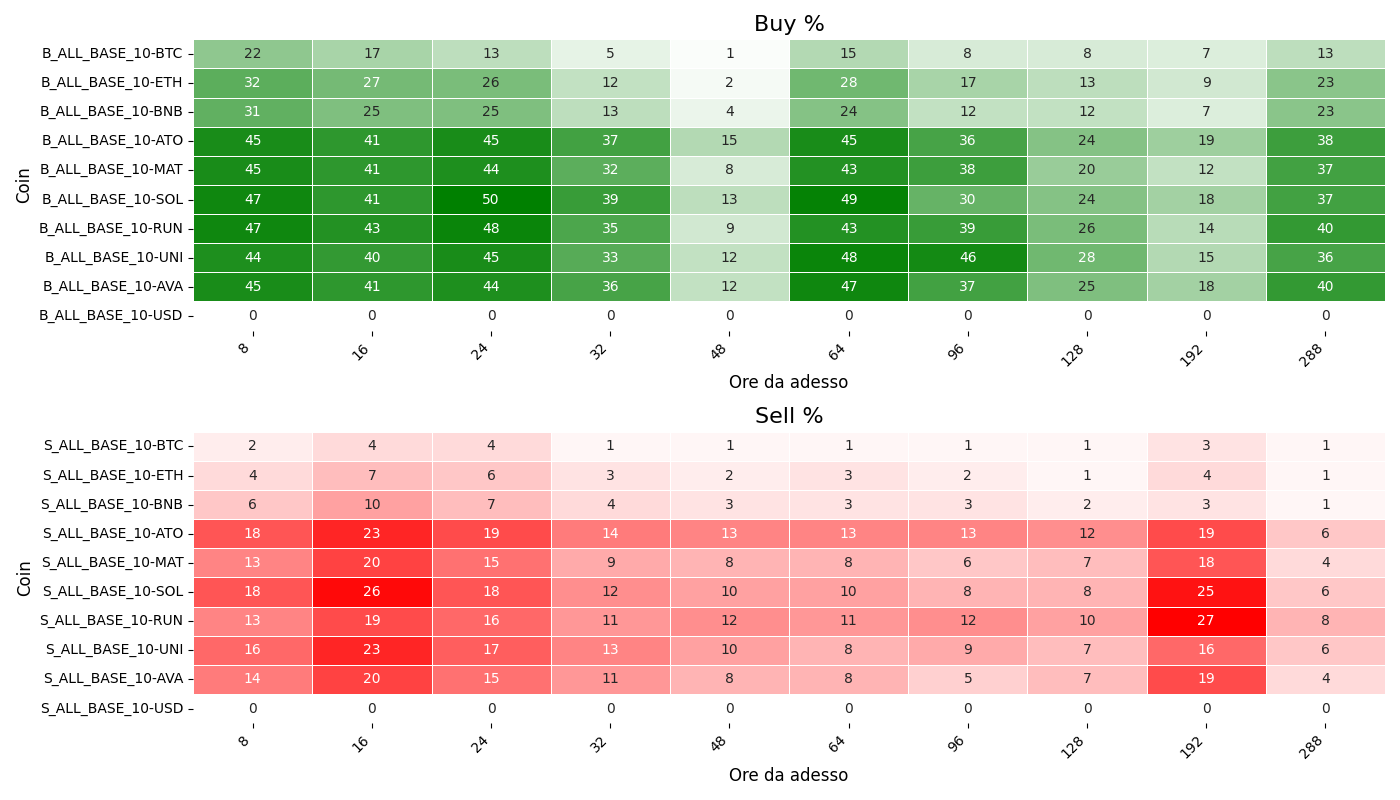 Buy %
Coin
B_ALL_BASE_10-BTC 22 17 13 5 1 15 8 8 7 13
B_ALL_BASE_10-ETH 32 27 26 12 2 28 17 13 9 23
B_ALL_BASE_10-BNB 31 25 25 13 4 24 12 12 7 23
B_ALL_BASE_10-ATO 45 41 45 37 15 45 36 24 19 38
B_ALL_BASE_10-MAT 45 41 44 32 8 43 38 20 12 37
B_ALL_BASE_10-SOL 47 41 50 39 13 49 30 24 18 37
B_ALL_BASE_10-RUN 47 43 48 35 9 43 39 26 14 40
B_ALL_BASE_10-UNI 44 40 45 33 12 48 46 28 15 36
B_ALL_BASE_10-AVA 45 41 44 36 12 47 37 25 18 40
B_ALL_BASE_10-USD 0 0 0 0 0 0 0 0 0 0
8 16 24 32 48 64 96 128 192 288
Ore da adesso
Sell %
Coin
S_ALL_BASE_10-BTC 2 4 4 1 1 1 1 1 3 1
S_ALL_BASE_10-ETH 4 7 6 3 2 3 2 1 4 1
S_ALL_BASE_10-BNB 6 10 7 4 3 3 3 2 3 1
S_ALL_BASE_10-ATO 18 23 19 14 13 13 13 12 19 6
S_ALL_BASE_10-MAT 13 20 15 9 8 8 6 7 18 4
S_ALL_BASE_10-SOL 18 26 18 12 10 10 8 8 25 6
S_ALL_BASE_10-RUN 13 19 16 11 12 11 12 10 27 8
S_ALL_BASE_10-UNI 16 23 17 13 10 8 9 7 16 6
S_ALL_BASE_10-AVA 14 20 15 11 8 8 5 7 19 4
S_ALL_BASE_10-USD 0 0 0 0 0 0 0 0 0 0
8 16 24 32 48 64 96 128 192 288
Ore da adesso